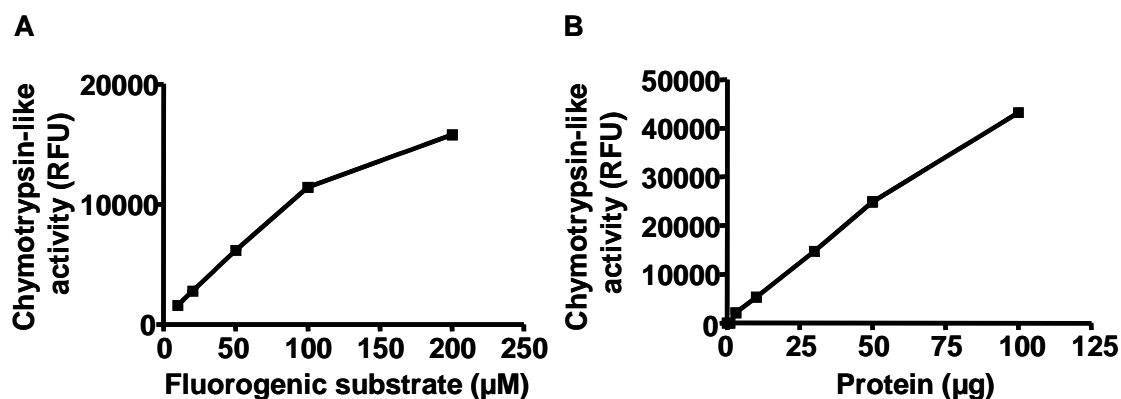 A
Chymotrypsin-like
activity (RFU)
20000
10000
0
0 50 100 150 200 250
Fluorogenic substrate (µM)
B
Chymotrypsin-like
activity (RFU)
50000
40000
30000
20000
10000
0
0 25 50 75 100 125
Protein (µg)